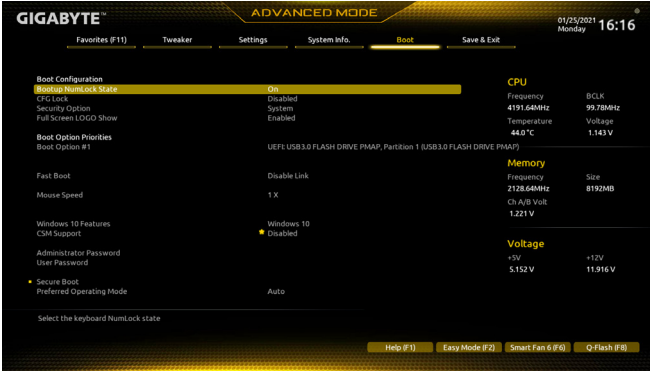 GIGABYTE™
ADVANCED MODE
01/25/2021 Monday 16:16
Favorites (F11) Tweaker Settings System Info. Boot Save & Exit
Boot Configuration
Bootup NumLock State On
CFG Lock Disabled
Security Option System
Full Screen LOGO Show Enabled
Boot Option Priorities
Boot Option #1 UEFI: USB3.0 FLASH DRIVE PMAP, Partition 1 (USB3.0 FLASH DRIVE PMAP)
Fast Boot Disable Link
Mouse Speed 1 X
Windows 10 Features Windows 10
CSM Support Disabled
Administrator Password
User Password
Secure Boot
Preferred Operating Mode Auto
Select the keyboard NumLock state
CPU
Frequency BCLK
4191.64MHz 99.78MHz
Temperature Voltage
44.0 °C 1.143 V
Memory
Frequency Size
2128.64MHz 8192MB
Ch A/B Volt
1.221 V
Voltage
+5V +12V
5.152 V 11.916 V
Help (F1) Easy Mode (F2) Smart Fan 6 (F6) Q-Flash (F8)